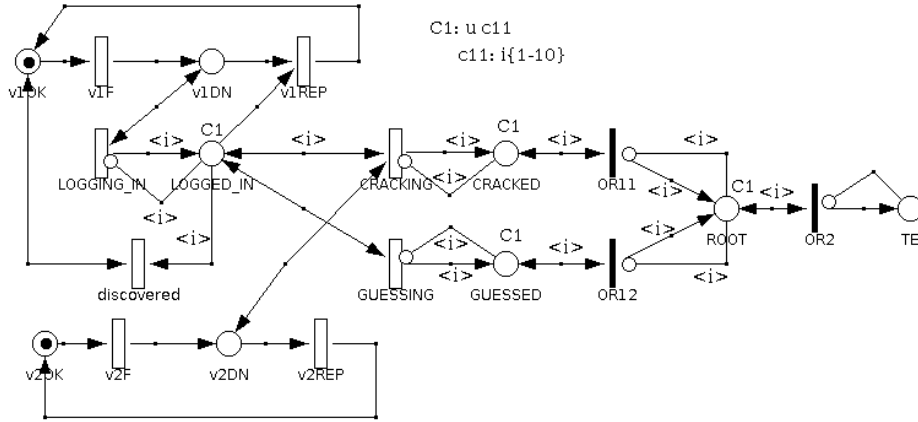 C1: u c11
c11: i{1-10}
v1OK v1F v1DN v1REP
C1
<i> <i> <i> <i> <i>
LOGGING_IN LOGGED_IN CRACKING C1 CRACKED OR11
<i> <i> <i>
<i> C1 <i>
ROOT OR2 TE
<i> C1 <i>
discovered GUESSING <i> GUESSED <i> OR12 <i>
v2OK v2F v2DN v2REP